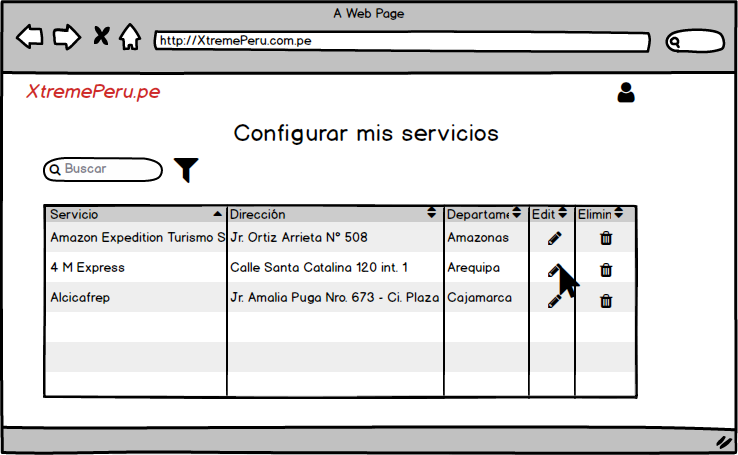 A Web Page
http://XtremePeru.com.pe
XtremePeru.pe
Configurar mis servicios
Buscar
Servicio Dirección Departame Edit Elimin
Amazon Expedition Turismo S Jr. Ortiz Arrieta N° 508 Amazonas
4 M Express Calle Santa Catalina 120 int. 1 Arequipa
Alcicafrep Jr. Amalia Puga Nro. 673 - Ci. Plaza Cajamarca